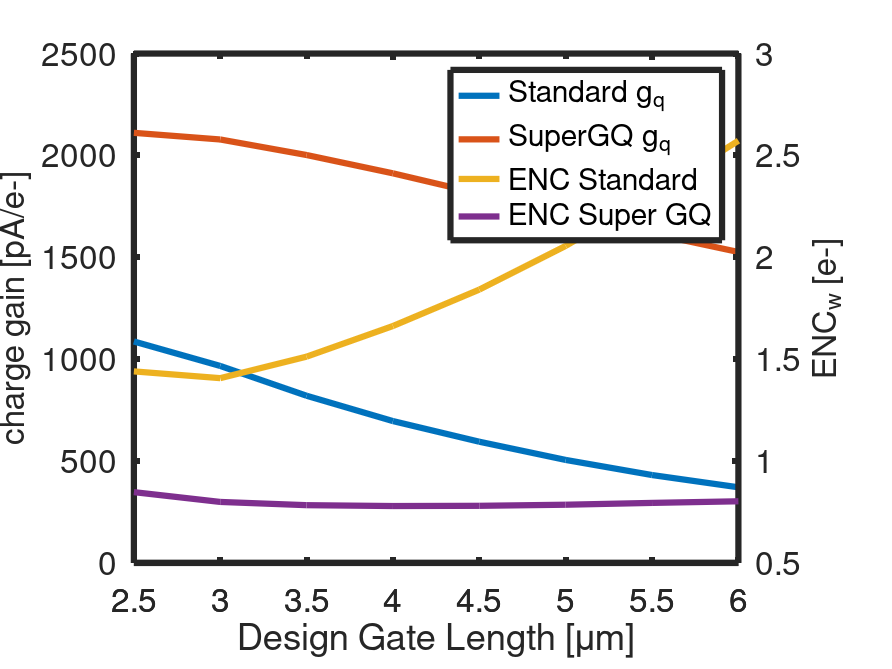 2500
2000
1500
1000
500
0
charge gain [pA/e-]
Standard gq
SuperGQ gq
ENC Standard
ENC Super GQ
3
2.5
2
1.5
1
0.5
ENCw [e-]
2.5 3 3.5 4 4.5 5 5.5 6
Design Gate Length [µm]